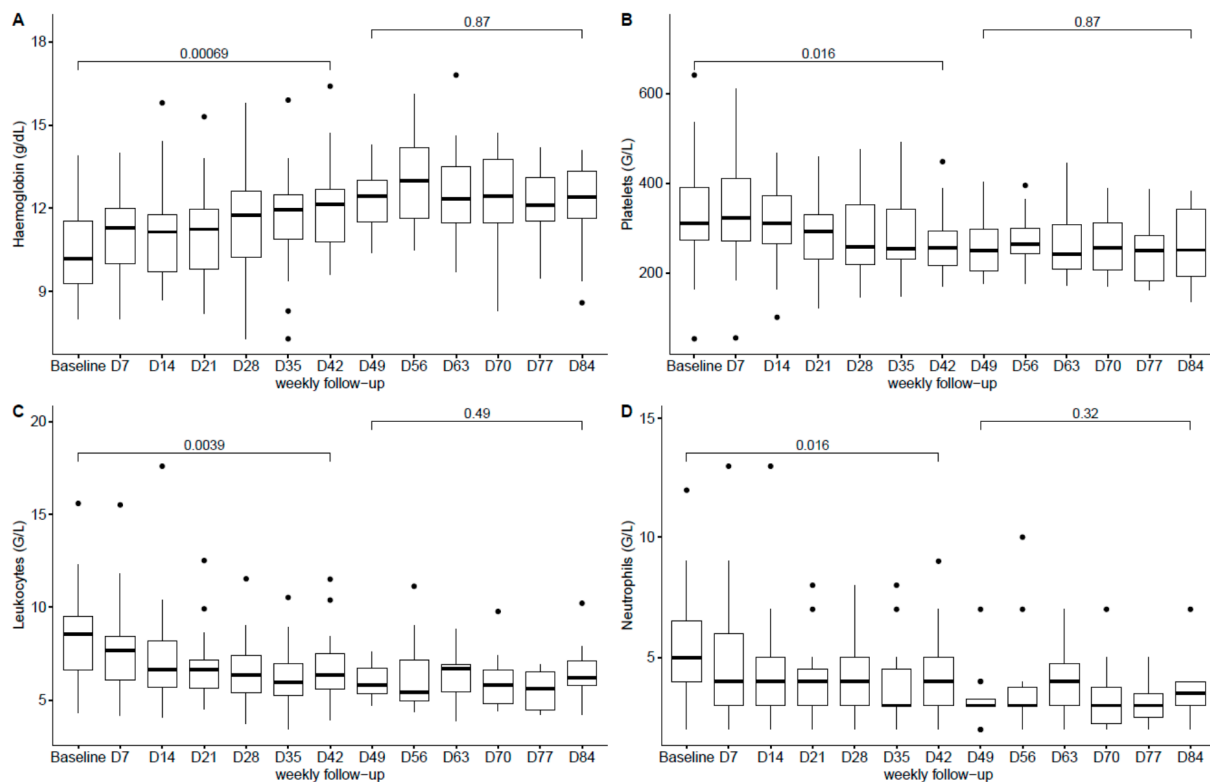 A
0.87
0.00069
Haemoglobin (g/dL)
18
15
12
9
Baseline D7 D14 D21 D28 D35 D42 D49 D56 D63 D70 D77 D84
weekly follow−up
B
0.87
0.016
Platelets (G/L)
600
400
200
Baseline D7 D14 D21 D28 D35 D42 D49 D56 D63 D70 D77 D84
weekly follow−up
C
0.49
0.0039
Leukocytes (G/L)
20
15
10
5
Baseline D7 D14 D21 D28 D35 D42 D49 D56 D63 D70 D77 D84
weekly follow−up
D
0.32
0.016
Neutrophils (G/L)
15
10
5
Baseline D7 D14 D21 D28 D35 D42 D49 D56 D63 D70 D77 D84
weekly follow−up